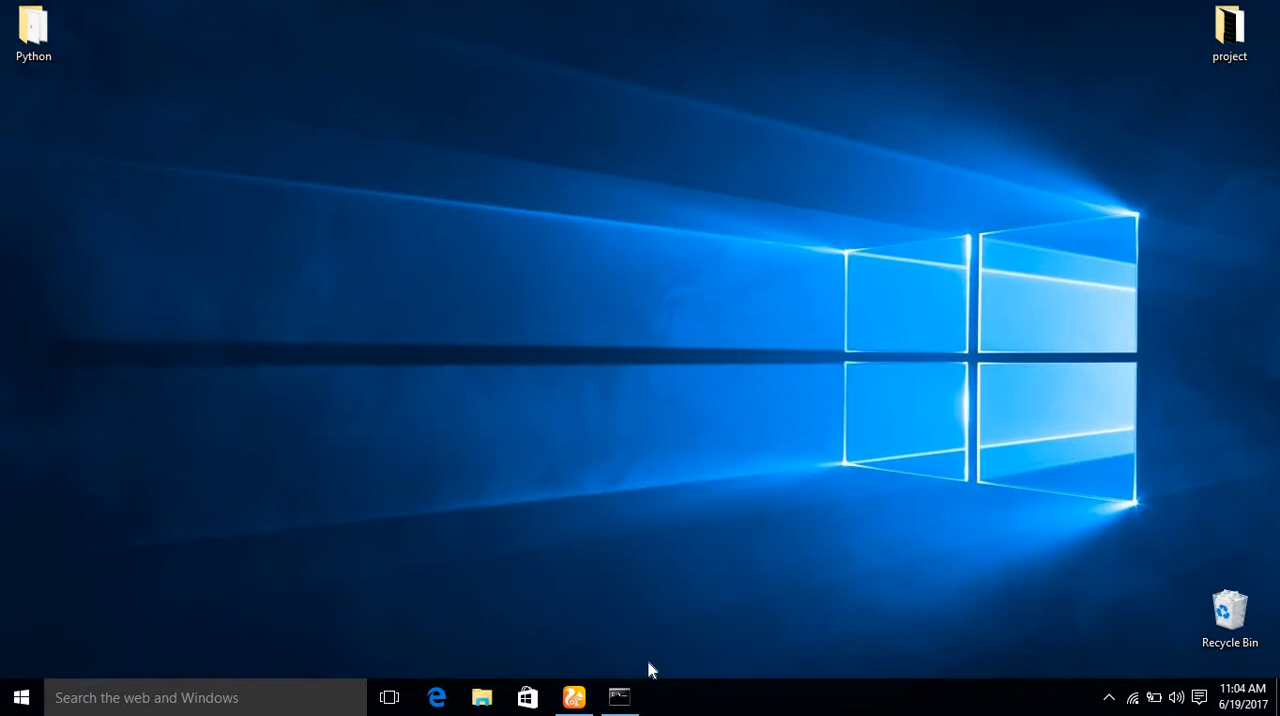 Python
project
Recycle Bin
Search the web and Windows
11:04 AM
6/19/2017